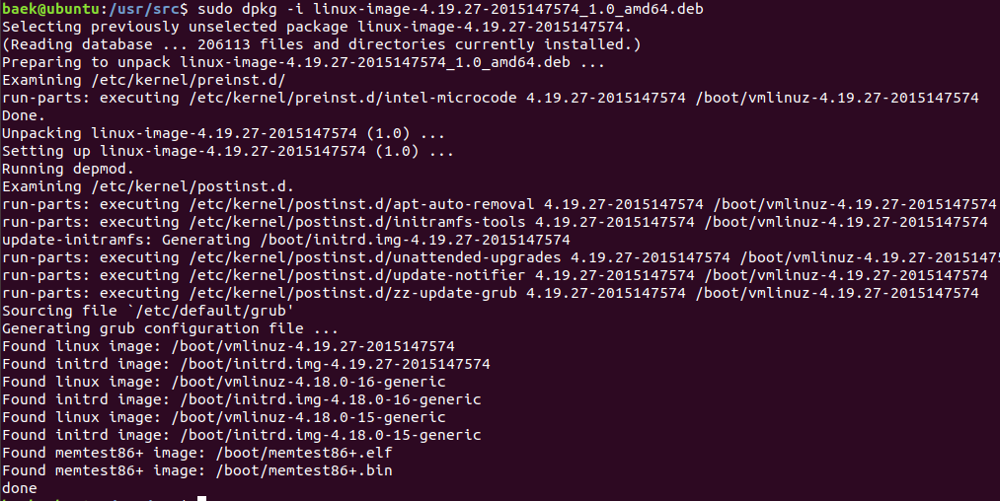 baek@ubuntu:/usr/src$ sudo dpkg -i linux-image-4.19.27-2015147574_1.0_amd64.deb
Selecting previously unselected package linux-image-4.19.27-2015147574.
(Reading database ... 206113 files and directories currently installed.)
Preparing to unpack linux-image-4.19.27-2015147574_1.0_amd64.deb ...
Examining /etc/kernel/preinst.d/
run-parts: executing /etc/kernel/preinst.d/intel-microcode 4.19.27-2015147574 /boot/vmlinuz-4.19.27-2015147574
Done.
Unpacking linux-image-4.19.27-2015147574 (1.0) ...
Setting up linux-image-4.19.27-2015147574 (1.0) ...
Running depmod.
Examining /etc/kernel/postinst.d.
run-parts: executing /etc/kernel/postinst.d/apt-auto-removal 4.19.27-2015147574 /boot/vmlinuz-4.19.27-2015147574
run-parts: executing /etc/kernel/postinst.d/initramfs-tools 4.19.27-2015147574 /boot/vmlinuz-4.19.27-2015147574
update-initramfs: Generating /boot/initrd.img-4.19.27-2015147574
run-parts: executing /etc/kernel/postinst.d/unattended-upgrades 4.19.27-2015147574 /boot/vmlinuz-4.19.27-20151475
run-parts: executing /etc/kernel/postinst.d/update-notifier 4.19.27-2015147574 /boot/vmlinuz-4.19.27-2015147574
run-parts: executing /etc/kernel/postinst.d/zz-update-grub 4.19.27-2015147574 /boot/vmlinuz-4.19.27-2015147574
Sourcing file `/etc/default/grub'
Generating grub configuration file ...
Found linux image: /boot/vmlinuz-4.19.27-2015147574
Found initrd image: /boot/initrd.img-4.19.27-2015147574
Found linux image: /boot/vmlinuz-4.18.0-16-generic
Found initrd image: /boot/initrd.img-4.18.0-16-generic
Found linux image: /boot/vmlinuz-4.18.0-15-generic
Found initrd image: /boot/initrd.img-4.18.0-15-generic
Found memtest86+ image: /boot/memtest86+.elf
Found memtest86+ image: /boot/memtest86+.bin
done